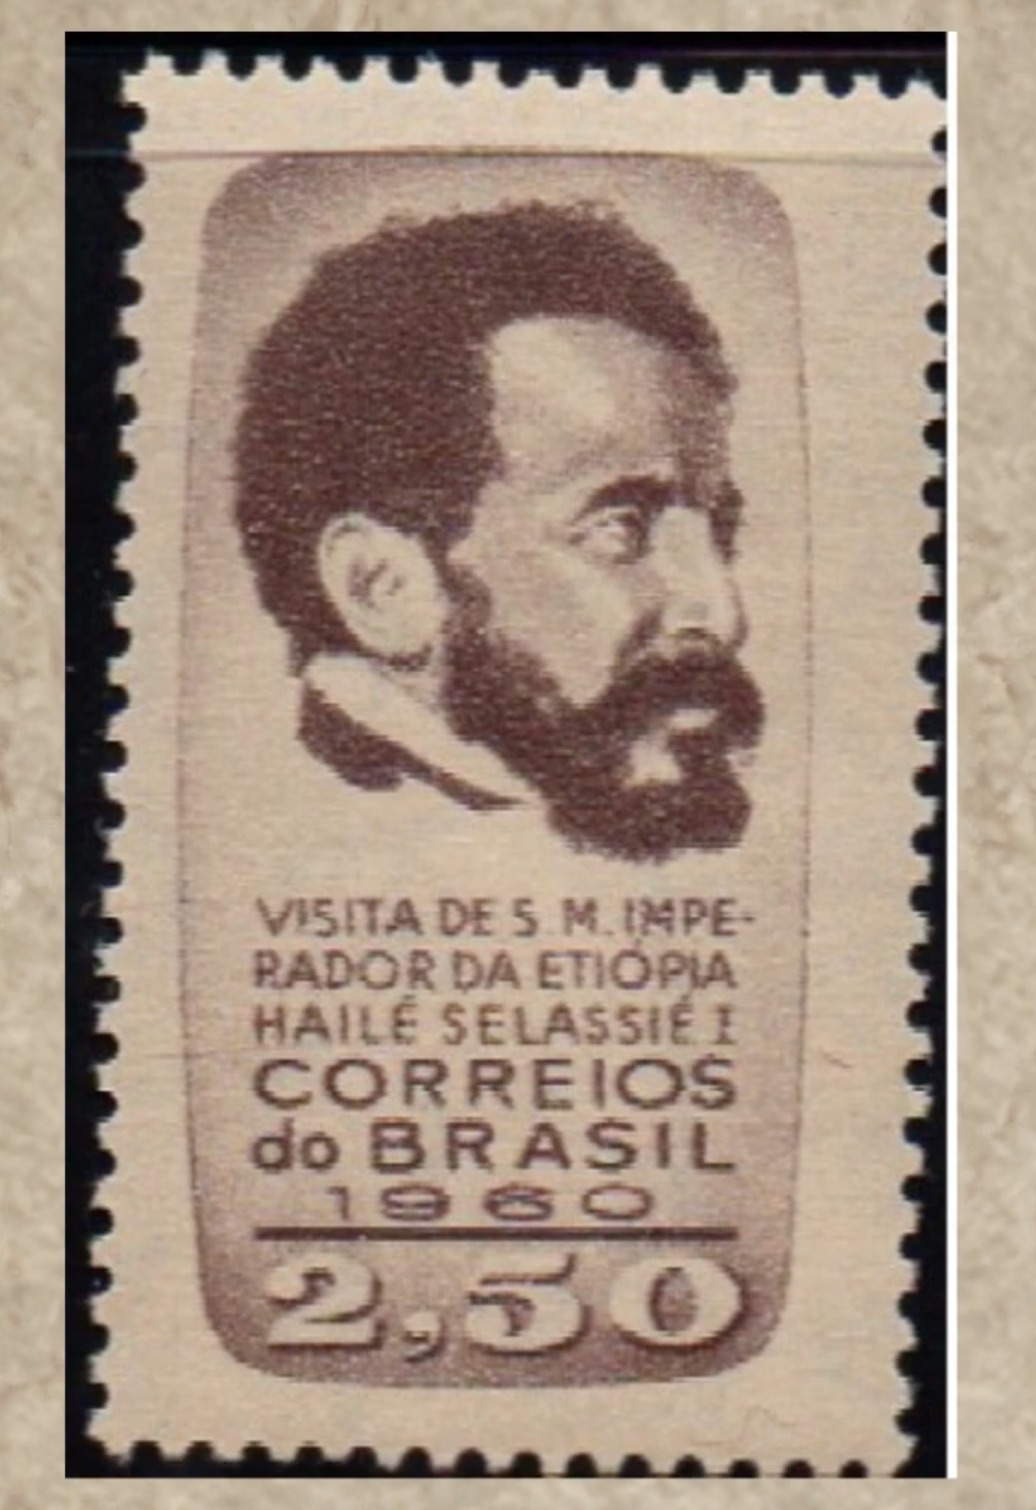 VISITA DE S. M. IMPE-
RADOR DA ETIÓPIA
HAILÉ SELASSIÉ I
CORREIOS
do BRASIL
1960
2,50